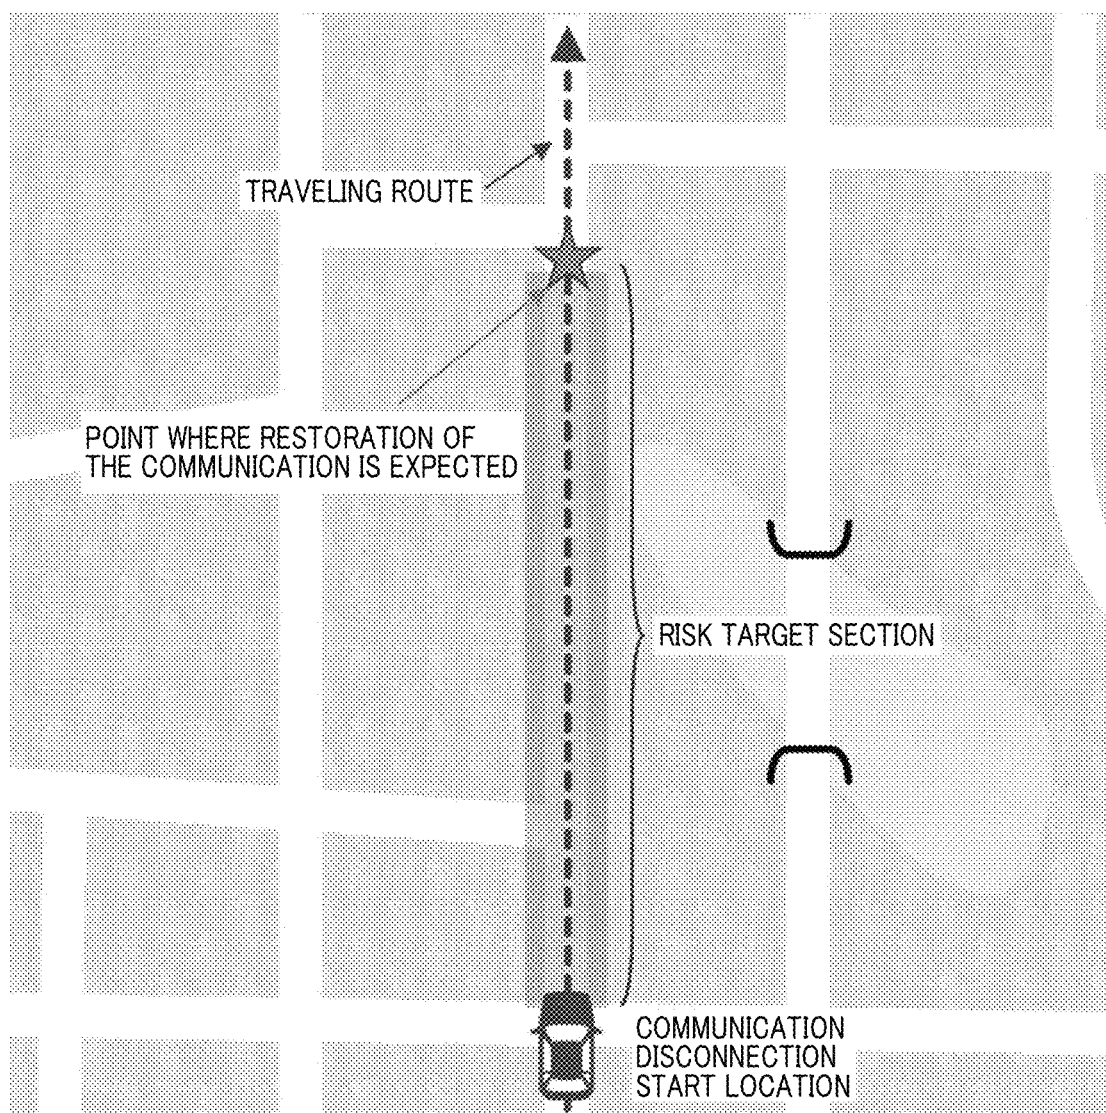 TRAVELING ROUTE
POINT WHERE RESTORATION OF
THE COMMUNICATION IS EXPECTED
RISK TARGET SECTION
COMMUNICATION
DISCONNECTION
START LOCATION